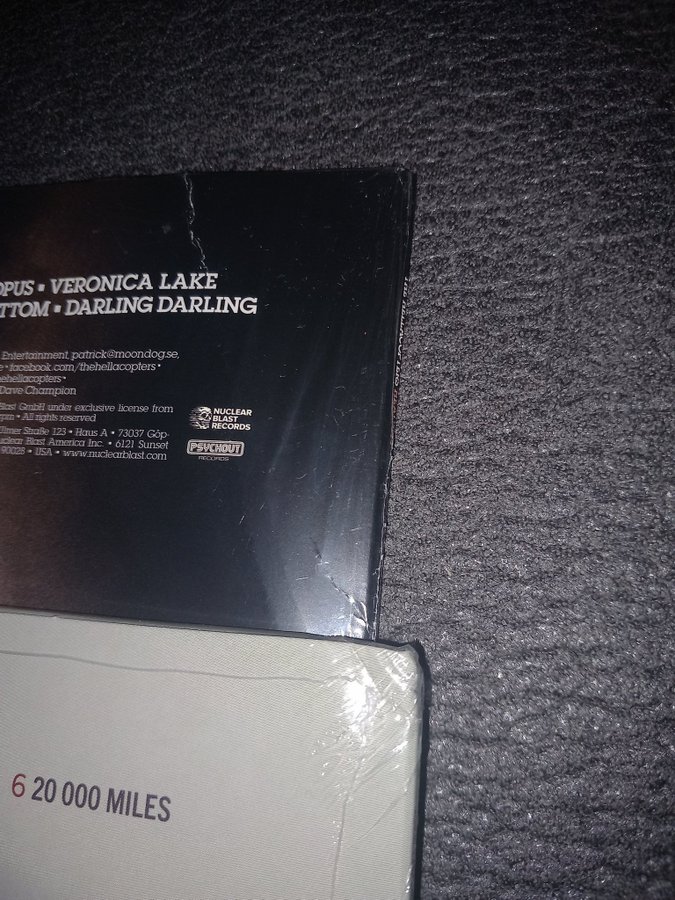 OPUS • VERONICA LAKE
TTOM • DARLING DARLING
Entertainment, patrick@moondog.se,
• facebook.com/thehellacopters •
hehellacopters •
Dave Champion
Blast GmbH under exclusive license from
• All rights reserved
Ulmer Straße 123 • Haus A • 73037 Göp-
uclear Blast America Inc. • 6121 Sunset
90028 • USA • www.nuclearblast.com
NUCLEAR
BLAST
RECORDS
PSYCHOUT
RECORDS
6 20 000 MILES